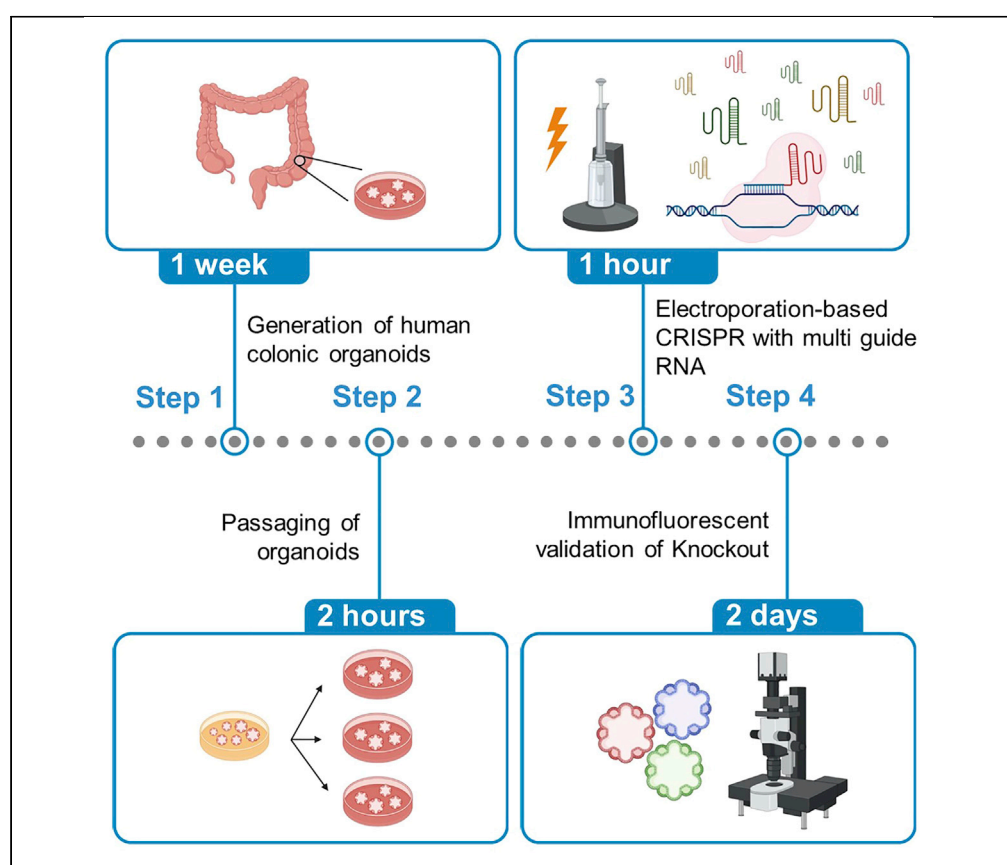 1 week
1 hour
Generation of human
colonic organoids
Electroporation-based
CRISPR with multi guide
RNA
Step 1
Step 2
Step 3
Step 4
Passaging of
organoids
Immunofluorescent
validation of Knockout
2 hours
2 days